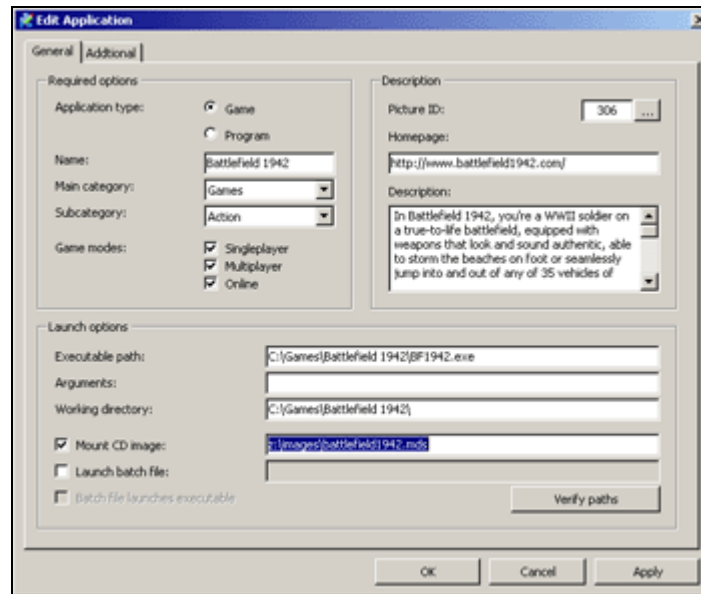 Edit Application
General Addtional
Required options
Application type:
Game
Program
Name:
Battlefield 1942
Main category:
Games
Subcategory:
Action
Game modes:
Singleplayer
Multiplayer
Online
Description
Picture ID:
306
...
Homepage:
http://www.battlefield1942.com/
Description:
In Battlefield 1942, you're a WWII soldier on
a true-to-life battlefield, equipped with
weapons that look and sound authentic, able
to storm the beaches on foot or seamlessly
jump into and out of any of 35 vehicles of
Launch options
Executable path:
C:\Games\Battlefield 1942\BF1942.exe
Arguments:
Working directory:
C:\Games\Battlefield 1942\
Mount CD image:
z:\images\battlefield1942.mds
Launch batch file:
Batch file launches executable
Verify paths
OK
Cancel
Apply